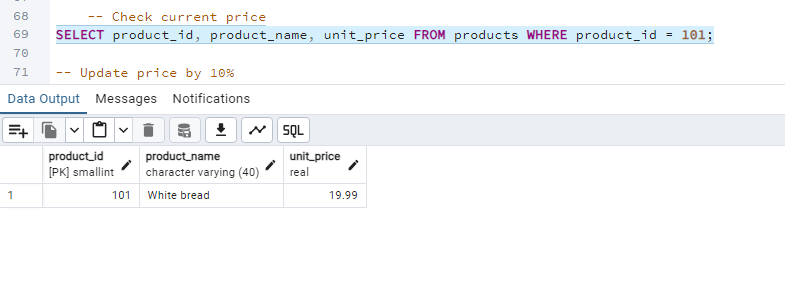 68 -- Check current price
69 SELECT product_id, product_name, unit_price FROM products WHERE product_id = 101;
70
71 -- Update price by 10%
Data Output Messages Notifications
SQL
product_id product_name unit_price
[PK] smallint character varying (40) real
1 101 White bread 19.99